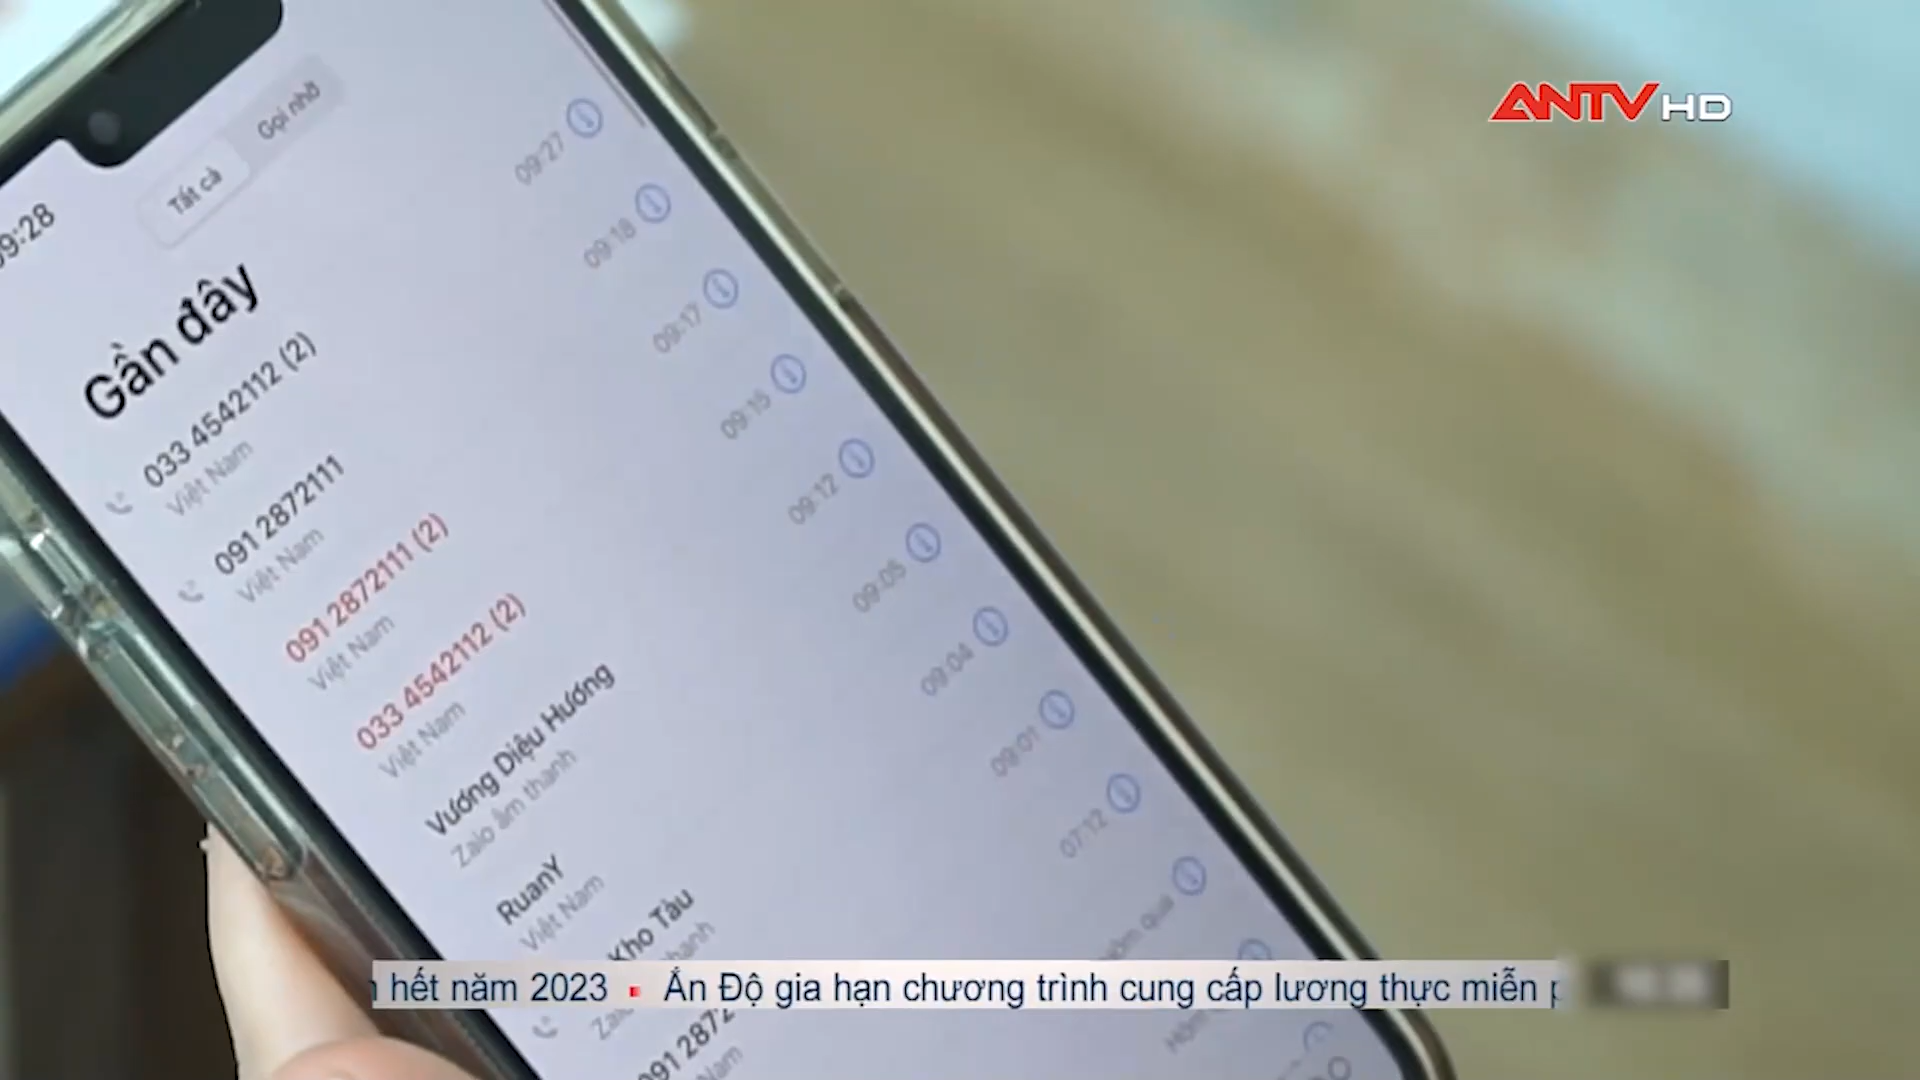 ANTV HD
09:28
Tất cả
Gọi nhỡ
Gần đây
033 4542112 (2)
Việt Nam
09:27
091 2872111
Việt Nam
09:18
091 2872111 (2)
Việt Nam
09:17
033 4542112 (2)
Việt Nam
09:15
Vương Diệu Hương
Zalo âm thanh
09:12
RuanY
Việt Nam
09:05
Kho Tàu
09:04
09:01
07:12
Hôm qua
hết năm 2023 ▪ Ấn Độ gia hạn chương trình cung cấp lương thực miễn